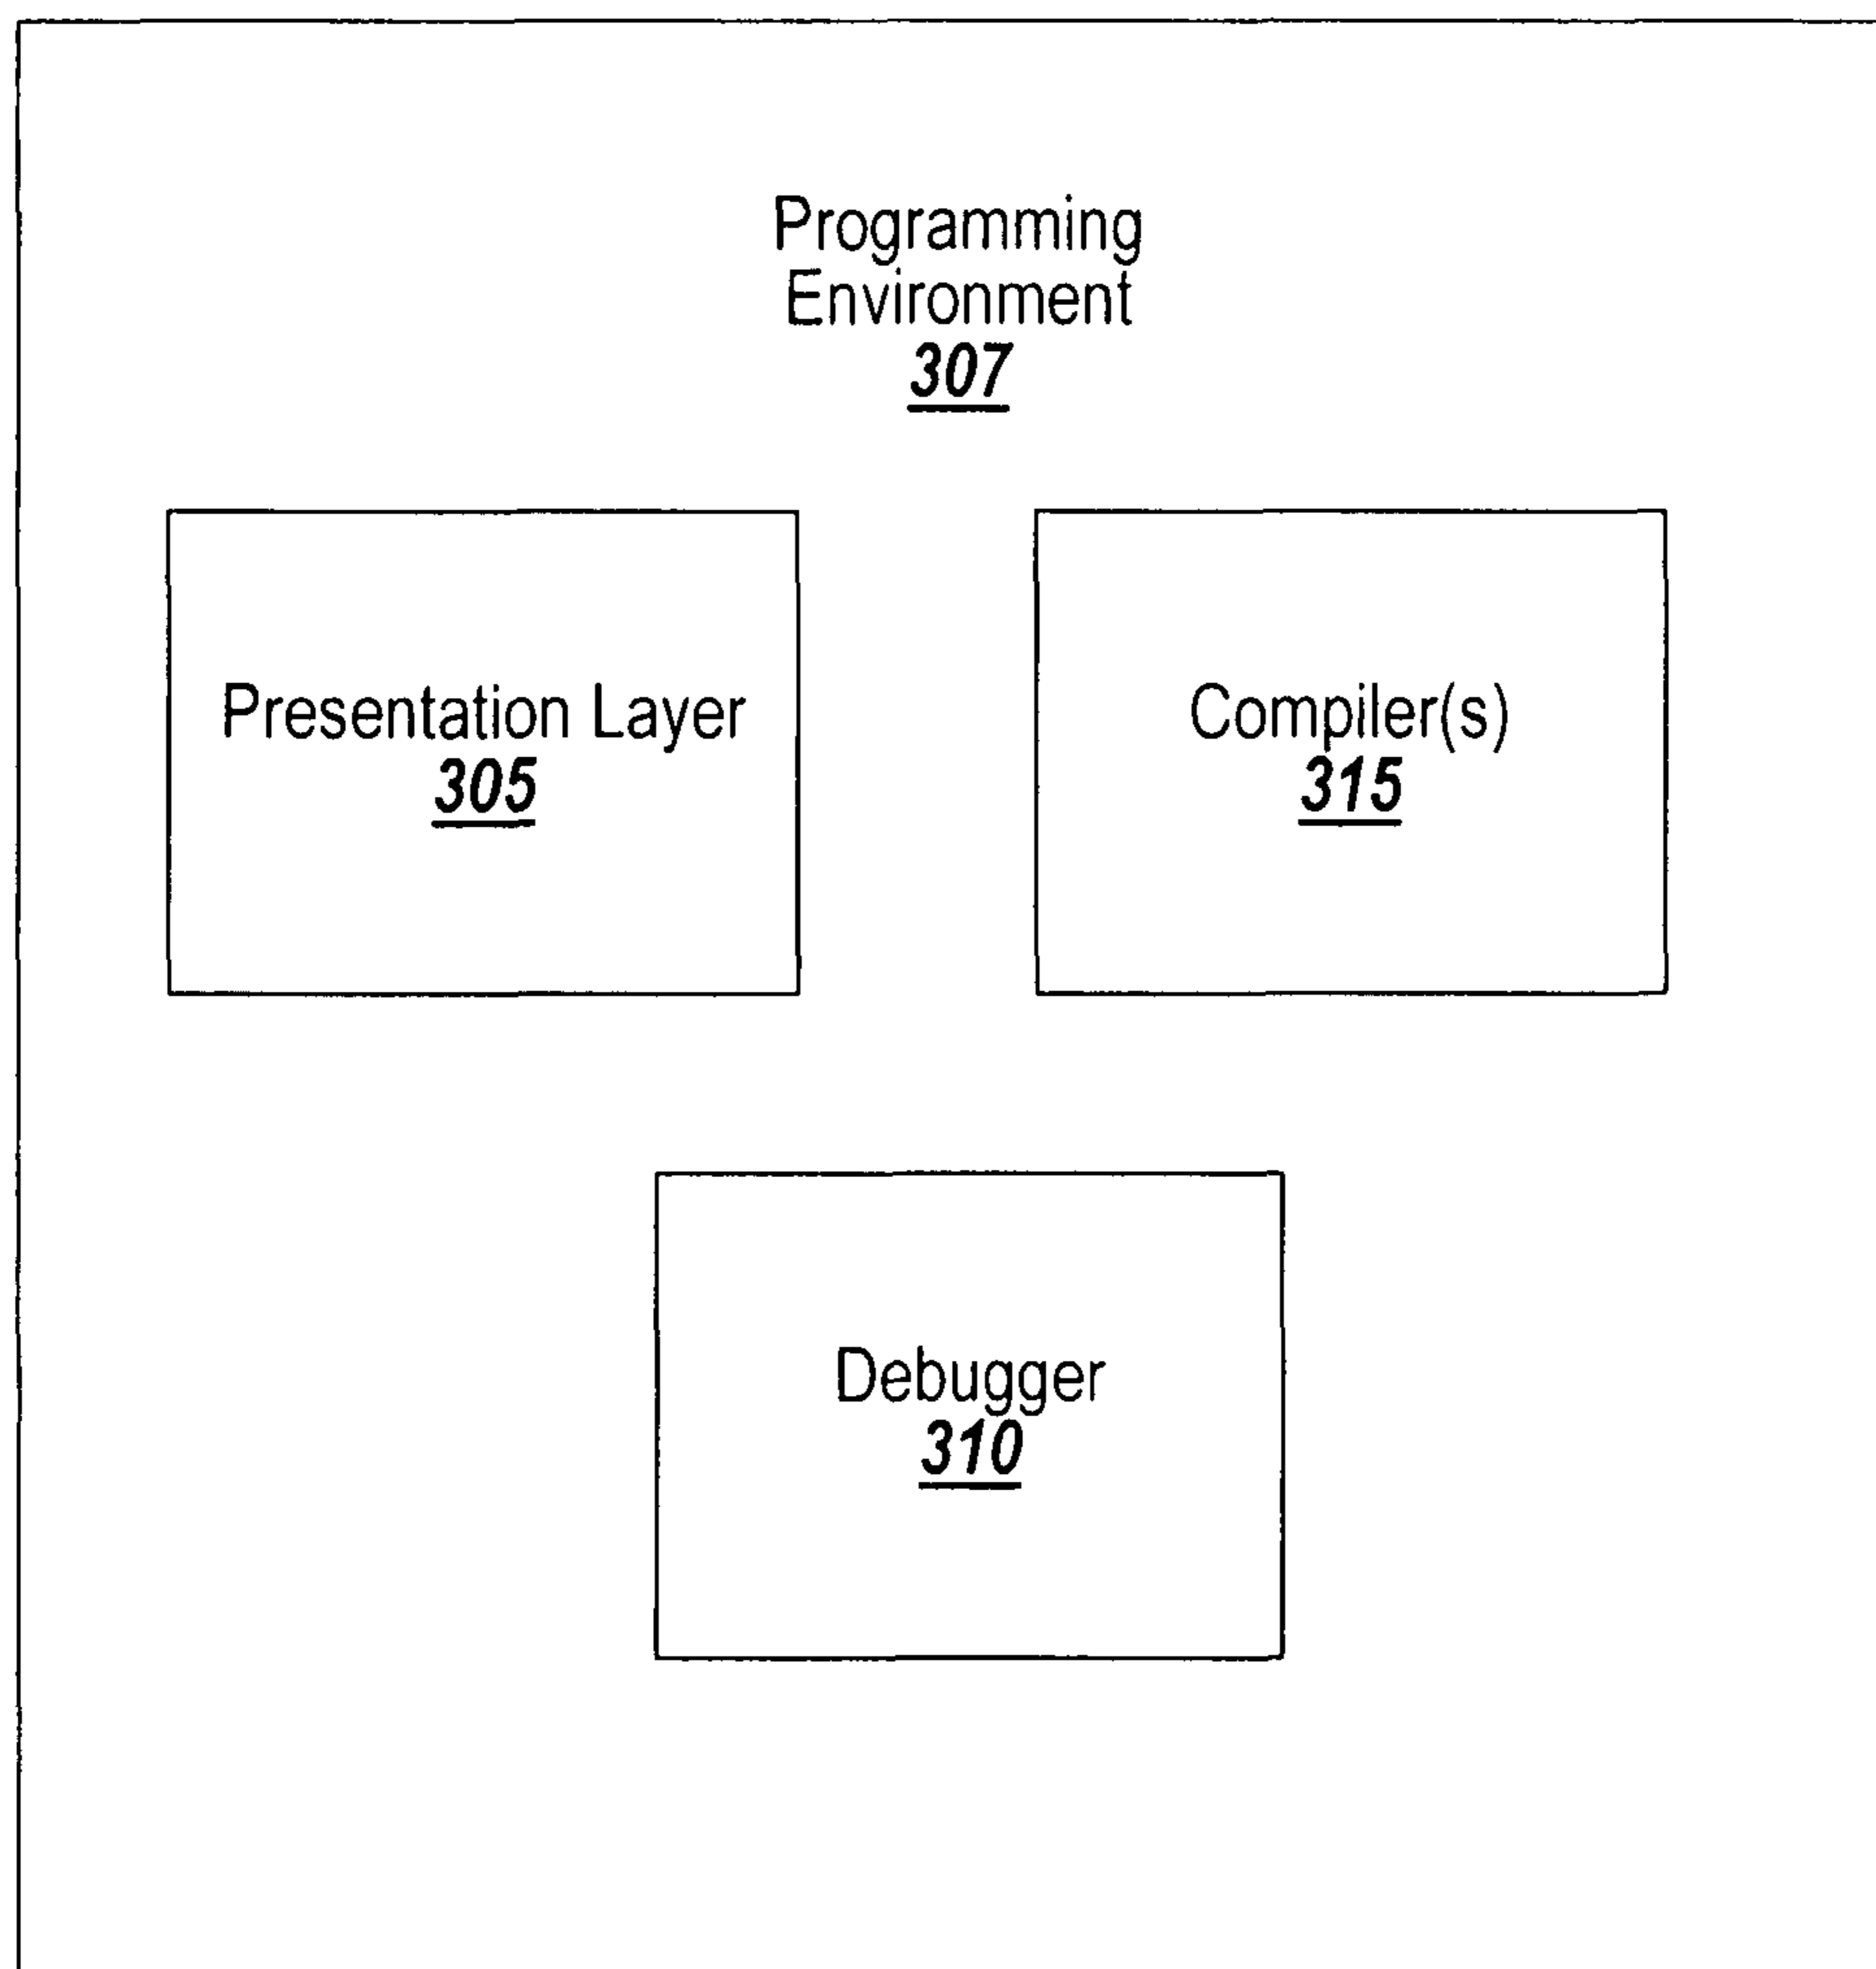 Programming
Environment
307
Presentation Layer
305
Compiler(s)
315
Debugger
310